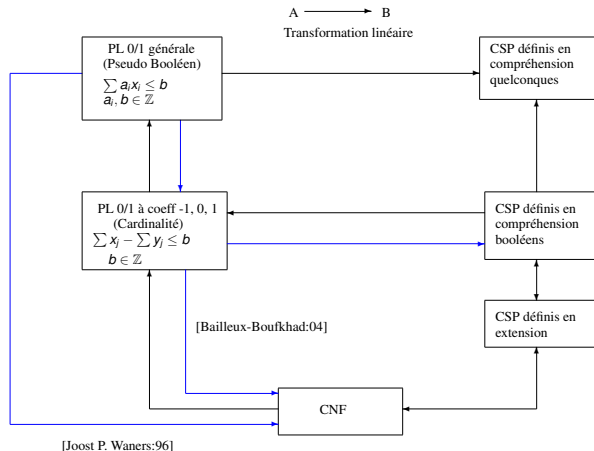 A B
Transformation linéaire
PL 0/1 générale
(Pseudo Booléen)
∑ aᵢxᵢ ≤ b
aᵢ, b ∈ ℤ
CSP définis en
compréhension
quelconques
PL 0/1 à coeff -1, 0, 1
(Cardinalité)
∑ xⱼ − ∑ yⱼ ≤ b
b ∈ ℤ
CSP définis en
compréhension
booléens
CSP définis en
extension
[Bailleux-Boufkhad:04]
CNF
[Joost P. Waners:96]